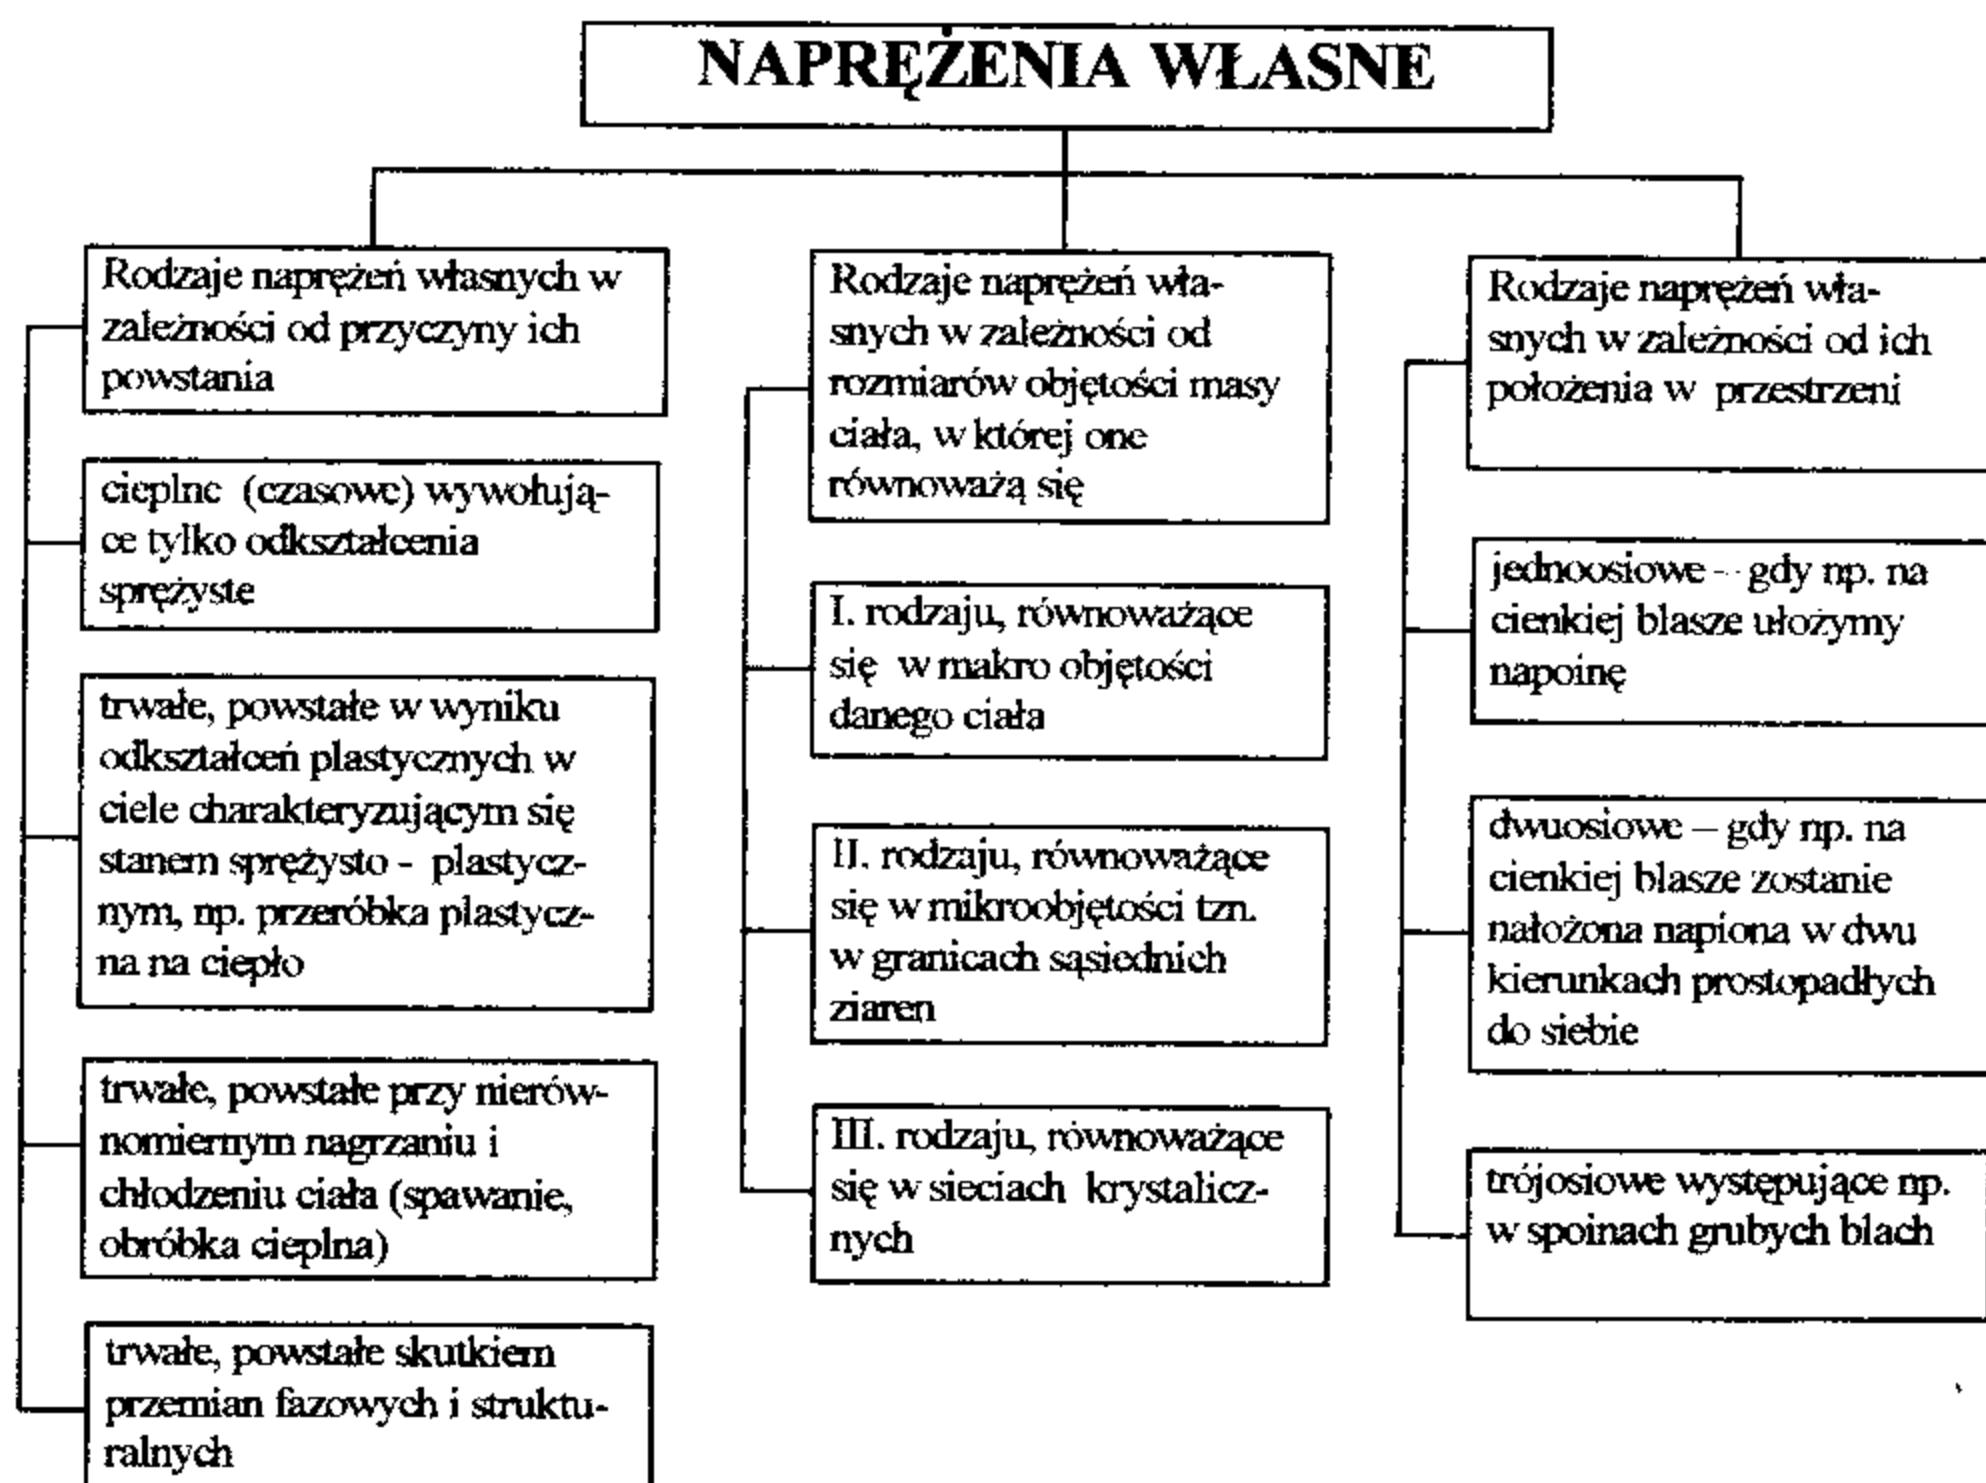 NAPRĘŻENIA WŁASNE
Rodzaje naprężeń własnych w
zależności od przyczyny ich
powstania
cieplne (czasowe) wywołują-
ce tylko odkształcenia
sprężyste
trwałe, powstałe w wyniku
odkształceń plastycznych w
ciele charakteryzującym się
stanem sprężysto - plastycz-
nym, np. przeróbka plastycz-
na na ciepło
trwałe, powstałe przy nierów-
nomiernym nagrzaniu i
chłodzeniu ciała (spawanie,
obróbka cieplna)
trwałe, powstałe skutkiem
przemian fazowych i struktu-
ralnych
Rodzaje naprężeń wła-
snych w zależności od
rozmiarów objętości masy
ciała, w której one
równoważą się
I. rodzaju, równoważące
się w makro objętości
danego ciała
II. rodzaju, równoważące
się w mikroobjętości tzn.
w granicach sąsiednich
ziaren
III. rodzaju, równoważące
się w sieciach krystalicz-
nych
Rodzaje naprężeń wła-
snych w zależności od ich
położenia w przestrzeni
jednoosiowe - gdy np. na
cienkiej blasze ułożymy
napoinę
dwuosiowe – gdy np. na
cienkiej blasze zostanie
nałożona napiona w dwu
kierunkach prostopadłych
do siebie
trójosiowe występujące np.
w spoinach grubych blach